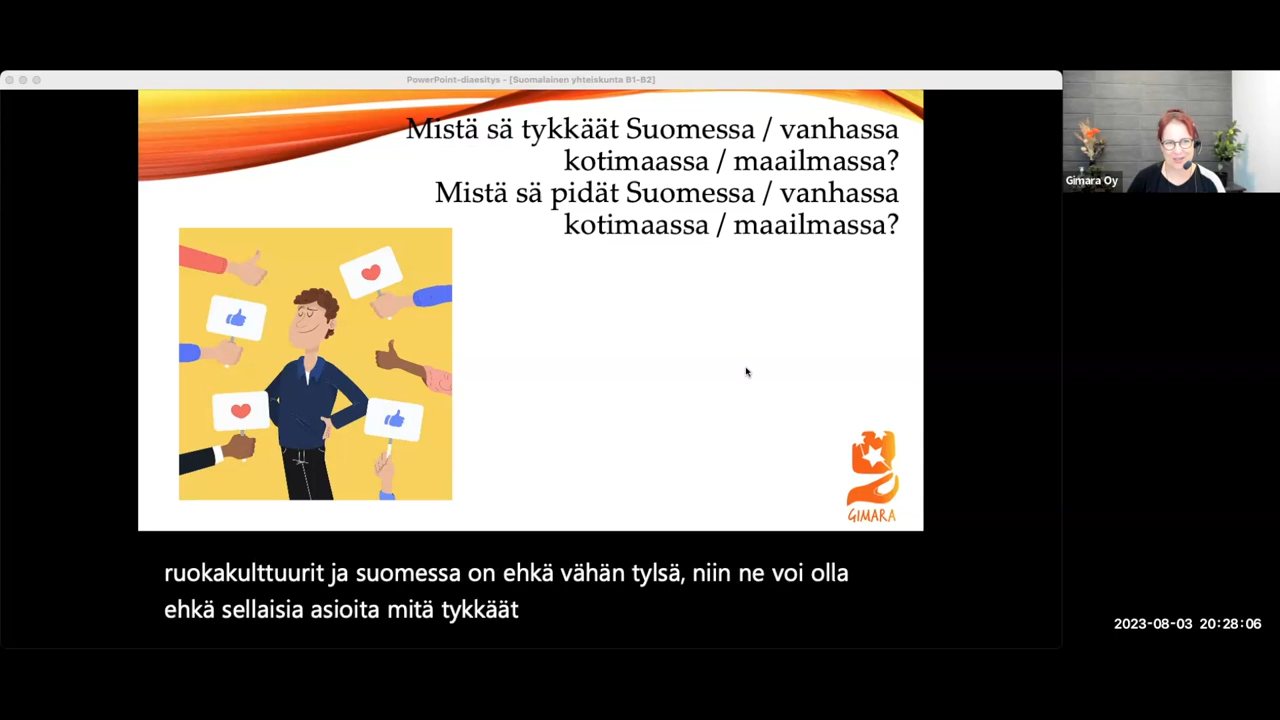 PowerPoint-diaesitys - [Suomalainen yhteiskunta B1-B2]
Mistä sä tykkäät Suomessa / vanhassa
kotimaassa / maailmassa?
Mistä sä pidät Suomessa / vanhassa
kotimaassa / maailmassa?
Gimara Oy
GIMARA
ruokakulttuurit ja suomessa on ehkä vähän tylsä, niin ne voi olla
ehkä sellaisia asioita mitä tykkäät
2023-08-03 20:28:06